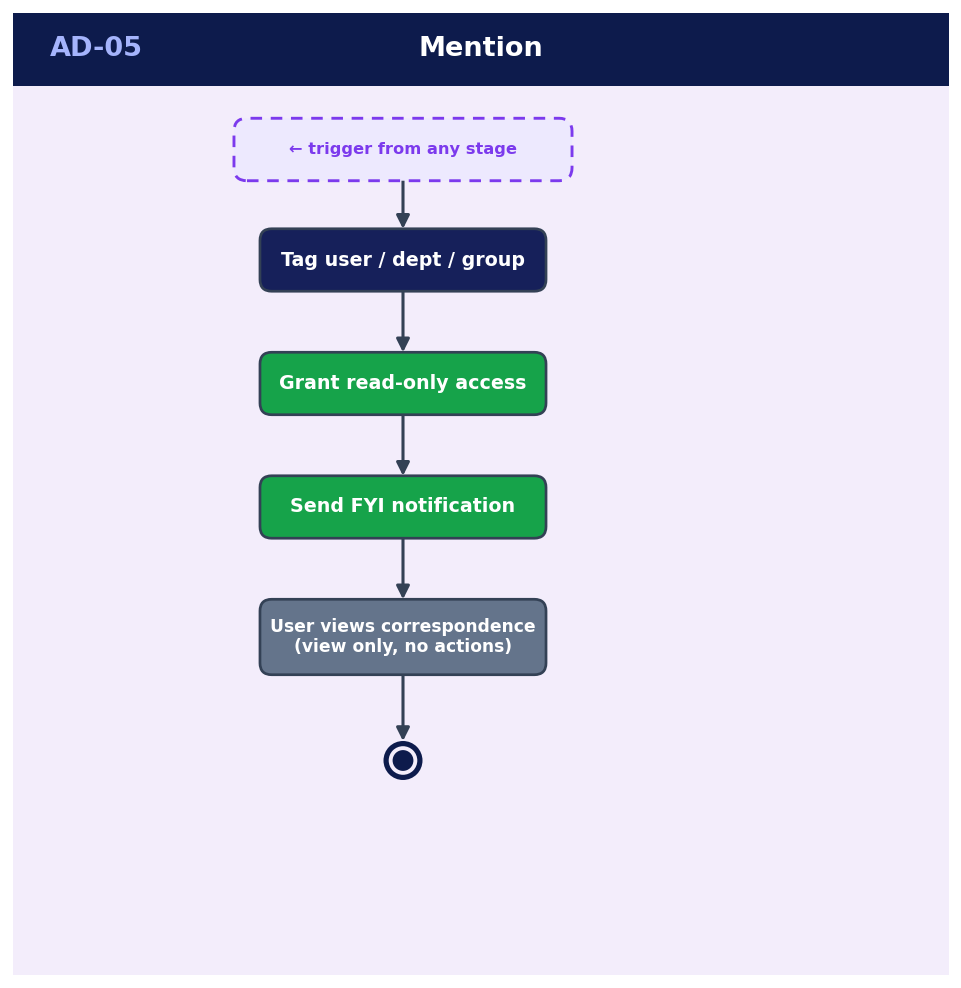 AD-05
Mention
← trigger from any stage
Tag user / dept / group
Grant read-only access
Send FYI notification
User views correspondence
(view only, no actions)